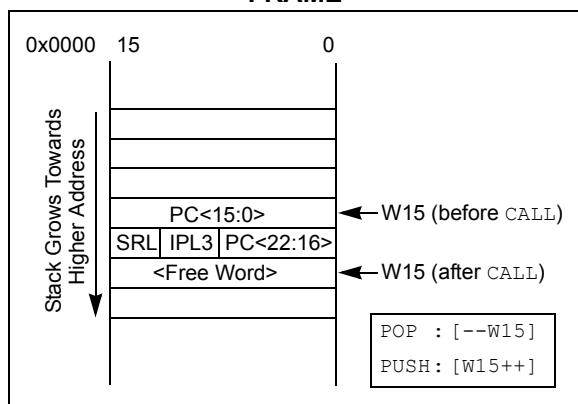 FRAME
0x0000 15 0
Stack Grows Towards
Higher Address
PC<15:0>
W15 (before CALL)
SRL IPL3 PC<22:16>
<Free Word>
W15 (after CALL)
POP : [--W15]
PUSH: [W15++]